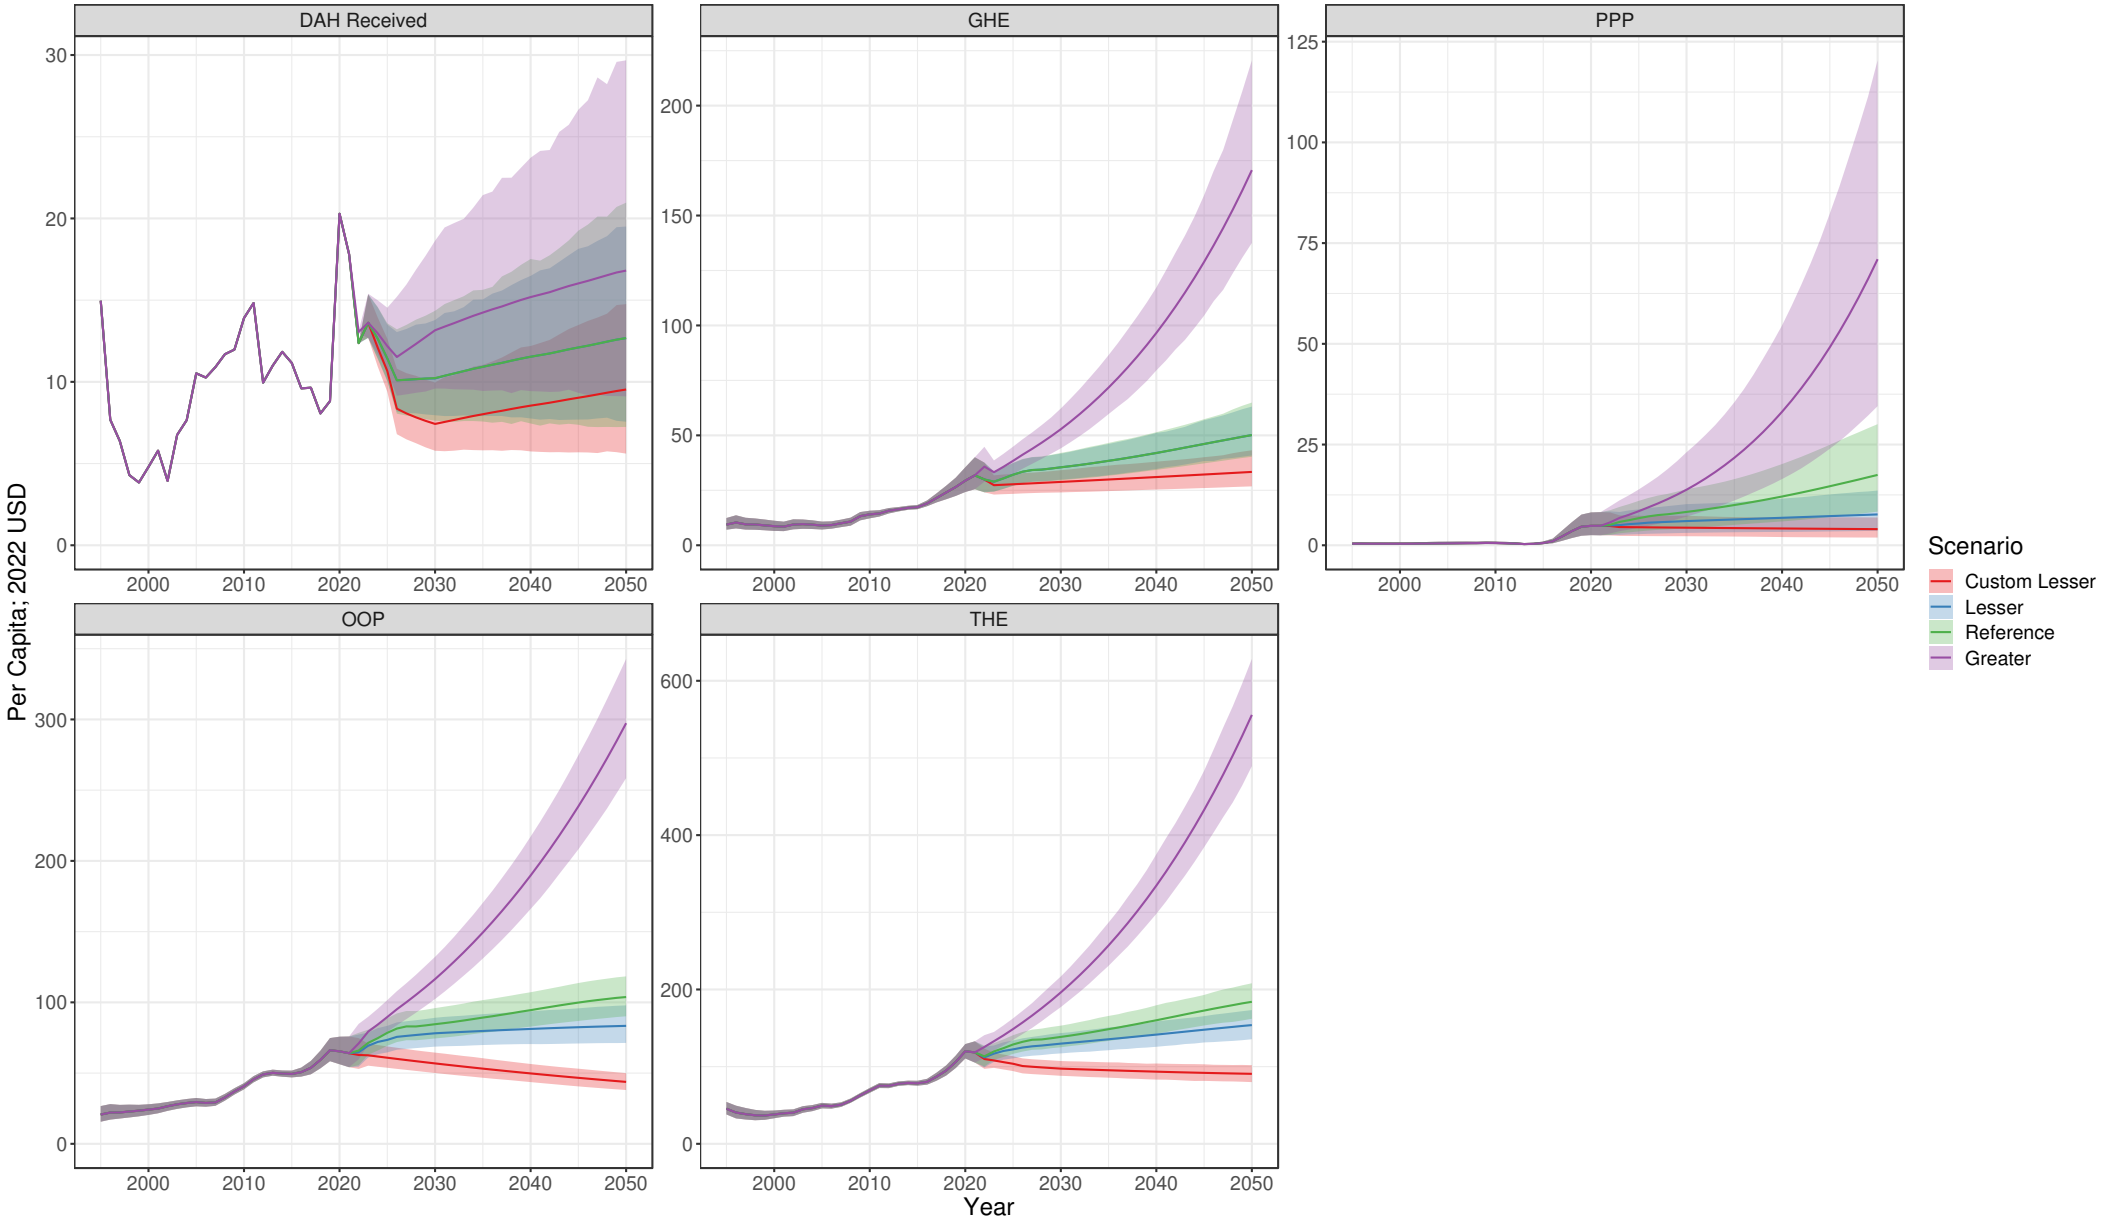 DAH Received
GHE
PPP
30
20
10
0
200
150
100
50
0
125
100
75
50
25
0
2000 2010 2020 2030 2040 2050
2000 2010 2020 2030 2040 2050
2000 2010 2020 2030 2040 2050
Per Capita; 2022 USD
OOP
THE
300
200
100
0
600
400
200
0
2000 2010 2020 2030 2040 2050
2000 2010 2020 2030 2040 2050
Year
Scenario
Custom Lesser
Lesser
Reference
Greater